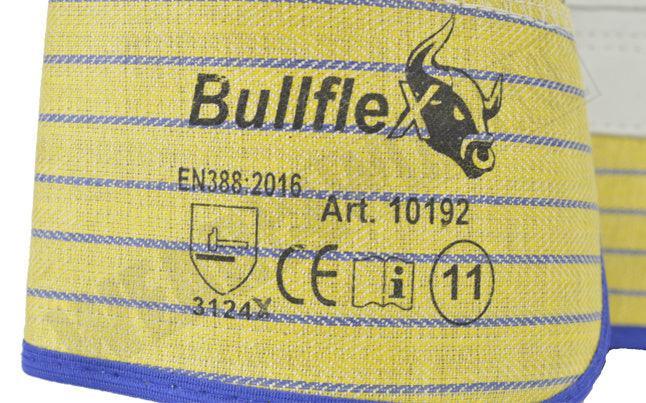 Bullflex
EN388:2016
Art. 10192
CE i 11
3124X